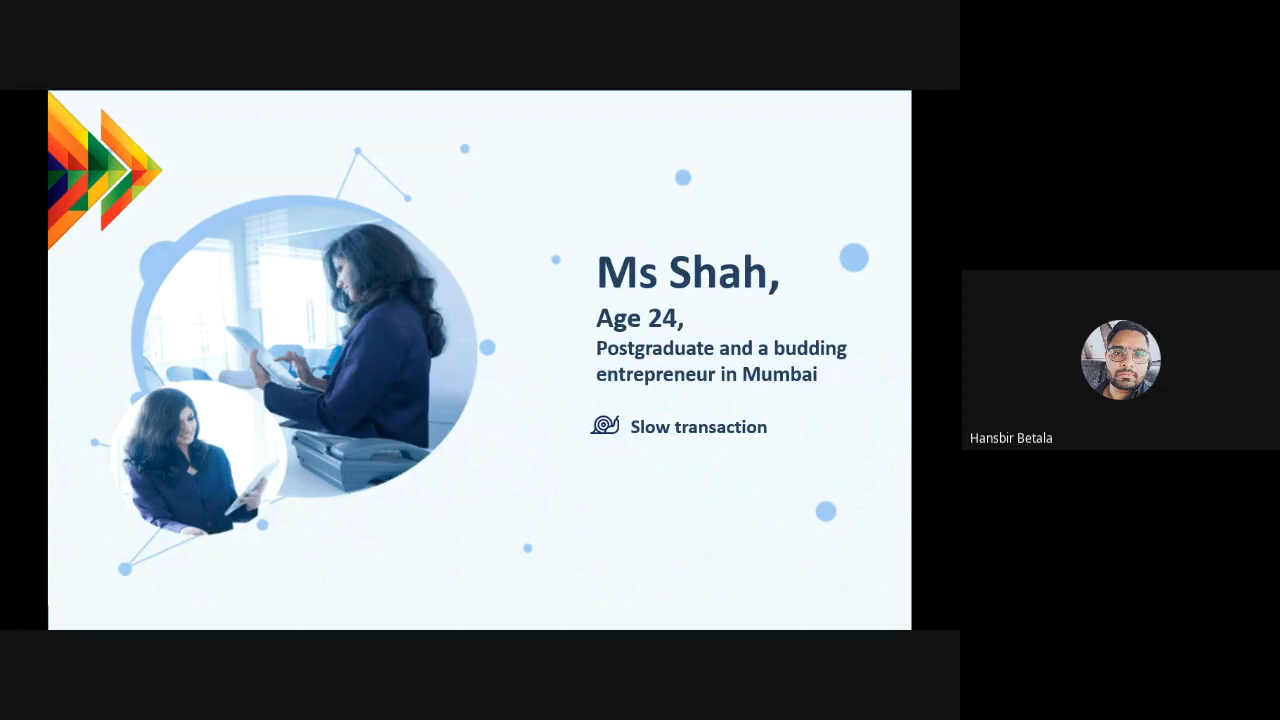 Ms Shah,
Age 24,
Postgraduate and a budding
entrepreneur in Mumbai
Slow transaction
Hansbir Betala